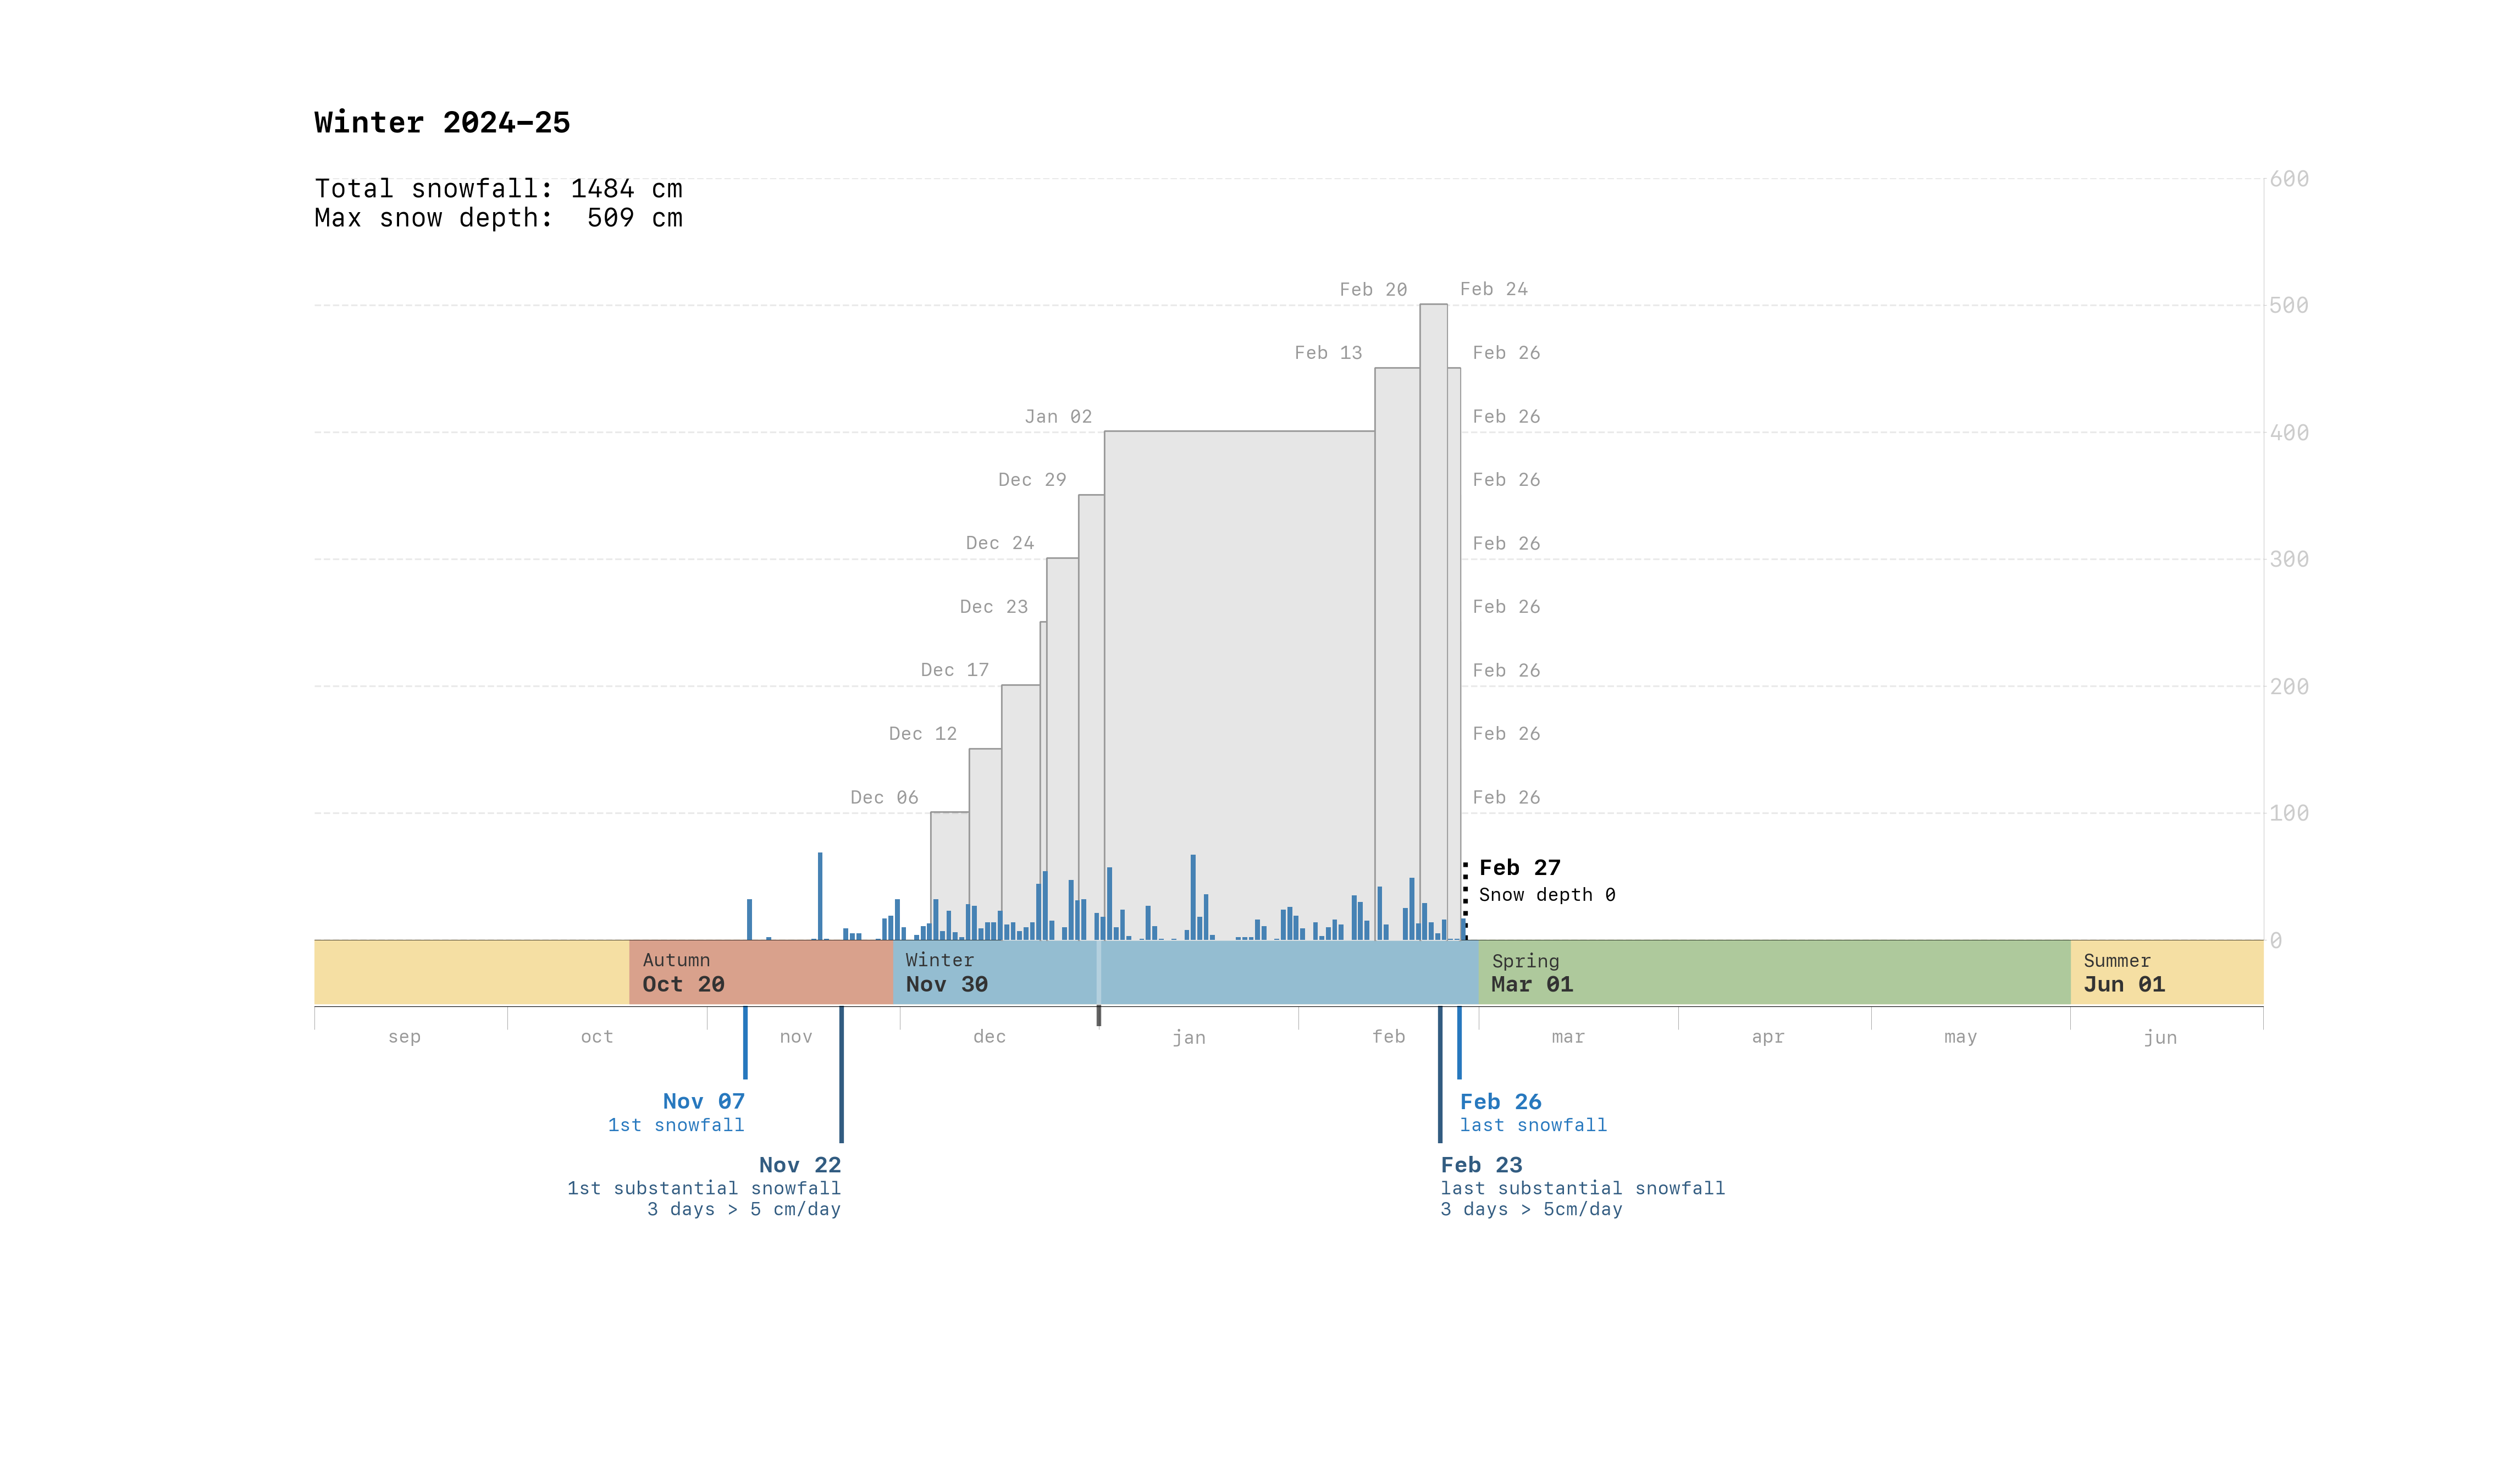 Winter 2024–25
Total snowfall: 1484 cm
Max snow depth:  509 cm
600
Feb 20
Feb 24
500
Feb 13
Feb 26
Jan 02
Feb 26
400
Dec 29
Feb 26
Dec 24
Feb 26
300
Dec 23
Feb 26
Dec 17
Feb 26
200
Dec 12
Feb 26
Dec 06
Feb 26
100
Feb 27
Snow depth 0
0
Autumn
Oct 20
Winter
Nov 30
Spring
Mar 01
Summer
Jun 01
sep
oct
nov
dec
jan
feb
mar
apr
may
jun
Nov 07
1st snowfall
Feb 26
last snowfall
Nov 22
1st substantial snowfall
3 days > 5 cm/day
Feb 23
last substantial snowfall
3 days > 5cm/day